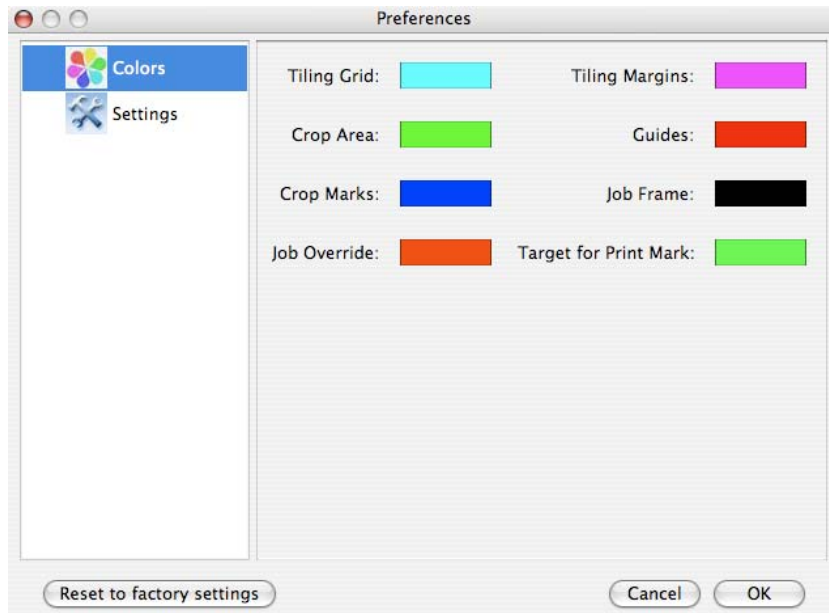 Preferences
Colors
Settings
Tiling Grid: Tiling Margins:
Crop Area: Guides:
Crop Marks: Job Frame:
Job Override: Target for Print Mark:
Reset to factory settings Cancel OK